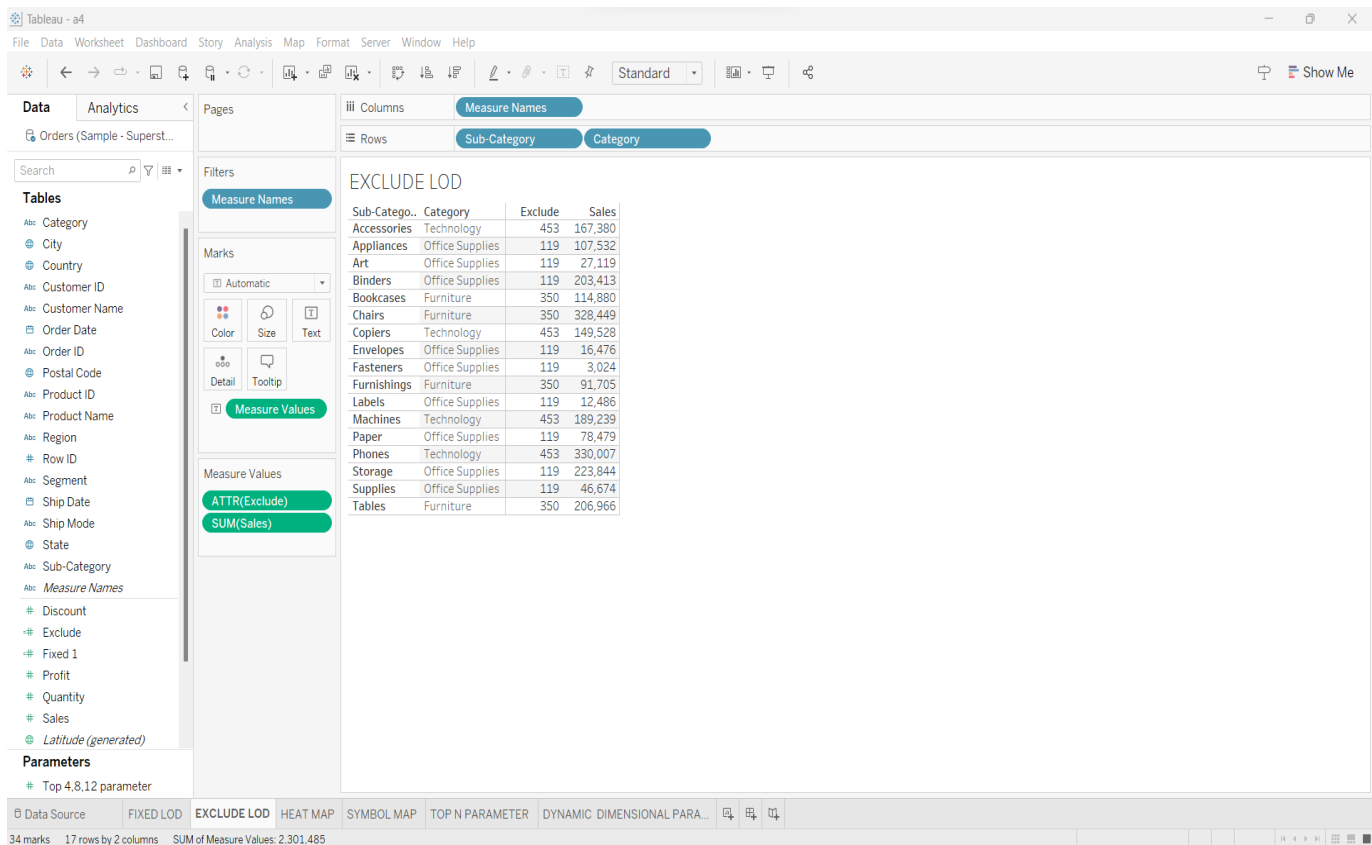 Tableau - a4
File Data Worksheet Dashboard Story Analysis Map Format Server Window Help
Standard
Show Me
Data Analytics
Orders (Sample - Superst...
Search
Tables
Abc Category
City
Country
Abc Customer ID
Abc Customer Name
Order Date
Abc Order ID
Postal Code
Abc Product ID
Abc Product Name
Abc Region
# Row ID
Abc Segment
Ship Date
Abc Ship Mode
State
Abc Sub-Category
Abc Measure Names
# Discount
=# Exclude
=# Fixed 1
# Profit
# Quantity
# Sales
Latitude (generated)
Parameters
# Top 4,8,12 parameter
Pages
Filters
Measure Names
Marks
Automatic
Color Size Text
Detail Tooltip
Measure Values
Measure Values
ATTR(Exclude)
SUM(Sales)
Columns Measure Names
Rows Sub-Category Category
EXCLUDE LOD
Sub-Catego.. Category Exclude Sales
Accessories Technology 453 167,380
Appliances Office Supplies 119 107,532
Art Office Supplies 119 27,119
Binders Office Supplies 119 203,413
Bookcases Furniture 350 114,880
Chairs Furniture 350 328,449
Copiers Technology 453 149,528
Envelopes Office Supplies 119 16,476
Fasteners Office Supplies 119 3,024
Furnishings Furniture 350 91,705
Labels Office Supplies 119 12,486
Machines Technology 453 189,239
Paper Office Supplies 119 78,479
Phones Technology 453 330,007
Storage Office Supplies 119 223,844
Supplies Office Supplies 119 46,674
Tables Furniture 350 206,966
Data Source FIXED LOD EXCLUDE LOD HEAT MAP SYMBOL MAP TOP N PARAMETER DYNAMIC DIMENSIONAL PARA...
34 marks 17 rows by 2 columns SUM of Measure Values: 2,301,485